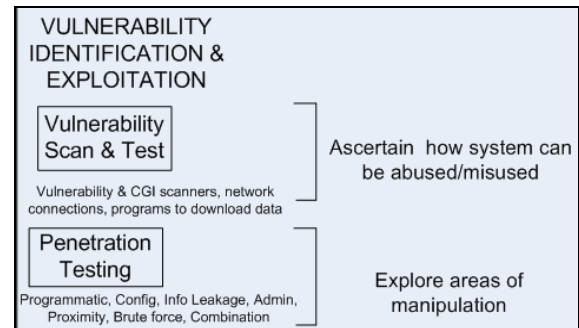 VULNERABILITY
IDENTIFICATION &
EXPLOITATION
Vulnerability
Scan & Test
Vulnerability & CGI scanners, network
connections, programs to download data
Ascertain how system can
be abused/misused
Penetration
Testing
Programmatic, Config, Info Leakage, Admin,
Proximity, Brute force, Combination
Explore areas of
manipulation